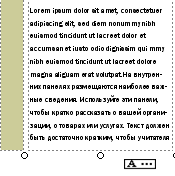 Lorem ipsum dolor sit amet, consectetuer
adipiscing elit, sed diem nonummy nibh
euismod tincidunt ut lacreet dolor et
accumsan et iusto odio dignissim qui mmy
nibh euismod tincidunt ut lacreet dolore
magna aliguam erat volutpat.На внутрен-
них панелях размещаются наиболее важ-
ные сведения. Используйте эти панели,
чтобы кратко рассказать о вашей органи-
зации, о товарах или услугах. Текст должен
быть достаточно кратким, чтобы учитателя
A ...